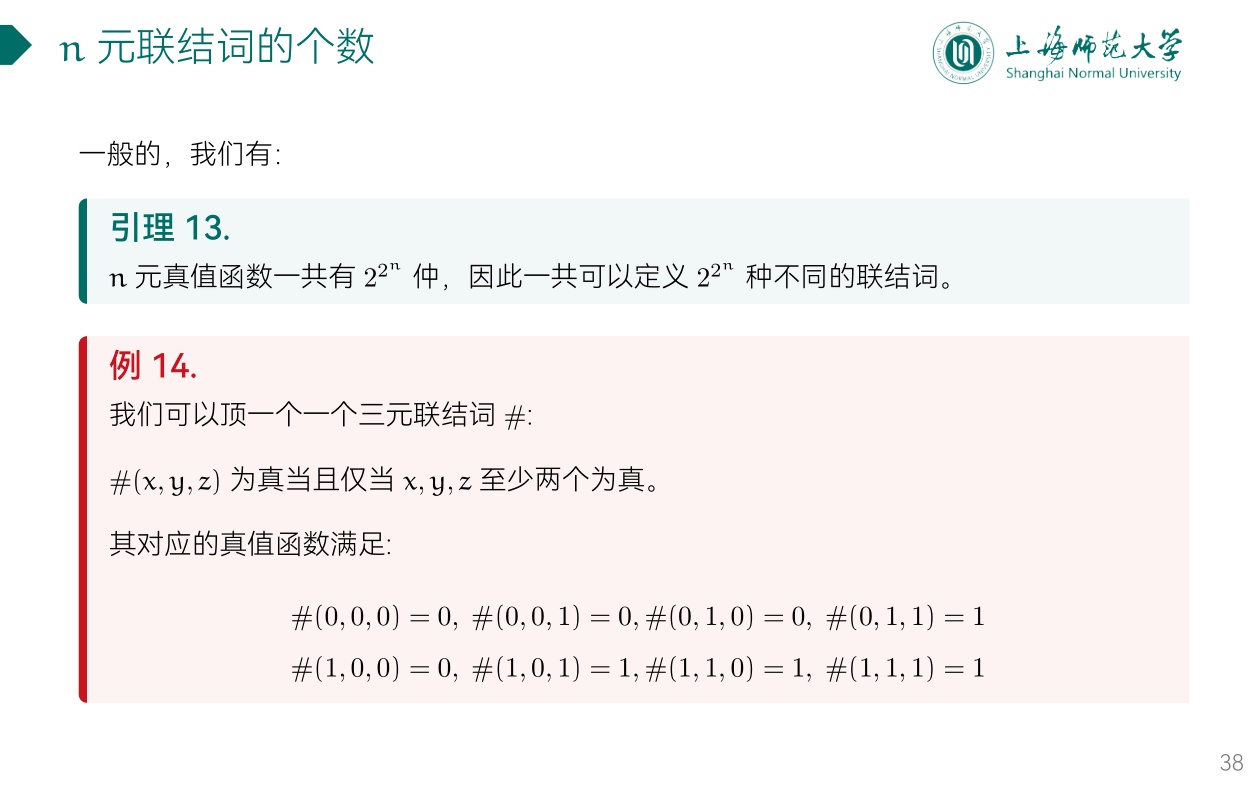 n 元联结词的个数
上海师范大学
Shanghai Normal University
一般的，我们有：
引理 13.
n 元真值函数一共有 2^{2^n} 仲，因此一共可以定义 2^{2^n} 种不同的联结词。
例 14.
我们可以顶一个一个三元联结词 #:
#(x, y, z) 为真当且仅当 x, y, z 至少两个为真。
其对应的真值函数满足:
#(0, 0, 0) = 0, #(0, 0, 1) = 0, #(0, 1, 0) = 0, #(0, 1, 1) = 1
#(1, 0, 0) = 0, #(1, 0, 1) = 1, #(1, 1, 0) = 1, #(1, 1, 1) = 1
38